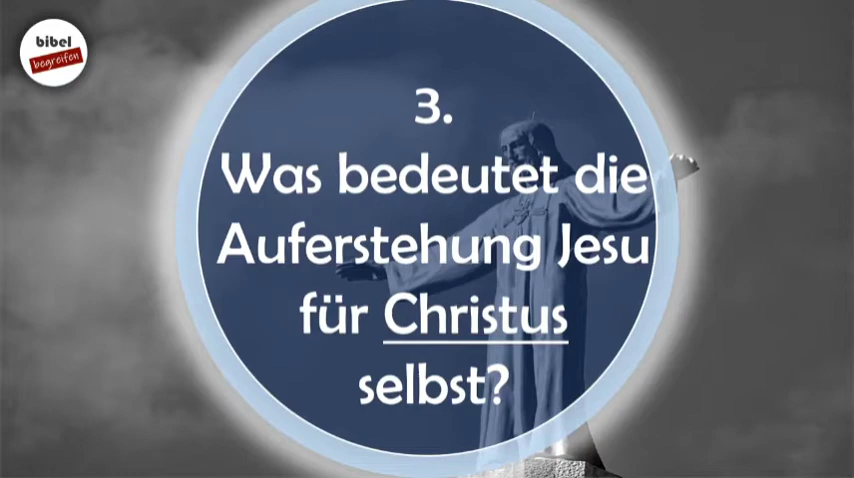 bibel
begreifen
3.
Was bedeutet die
Auferstehung Jesu
für Christus
selbst?